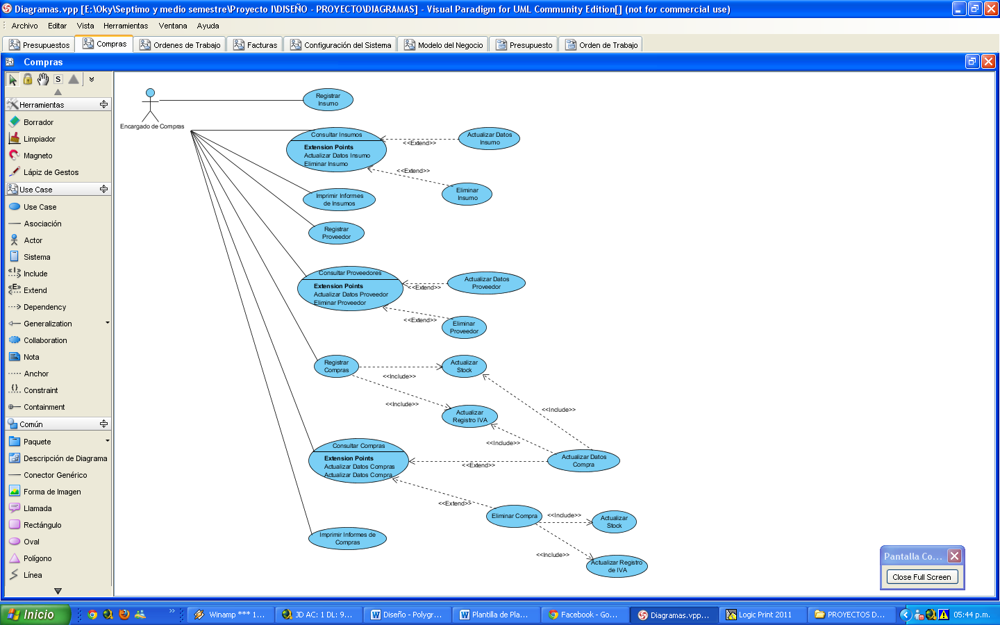 Diagramas.vpp [E:\Oky\Septimo y medio semestre\Proyecto I\DISEÑO - PROYECTO\DIAGRAMAS] - Visual Paradigm for UML Community Edition[] (not for commercial use)
Archivo Editar Vista Herramientas Ventana Ayuda
Presupuestos Compras Ordenes de Trabajo Facturas Configuración del Sistema Modelo del Negocio Presupuesto Orden de Trabajo
Compras
S
Herramientas
Borrador
Limpiador
Magneto
Lápiz de Gestos
Use Case
Use Case
Asociación
Actor
Sistema
Include
Extend
Dependency
Generalization
Collaboration
Nota
Anchor
Constraint
Containment
Común
Paquete
Descripción de Diagrama
Conector Genérico
Forma de Imagen
Llamada
Rectángulo
Oval
Polígono
Línea
Encargado de Compras
Registrar
Insumo
Consultar Insumos
Extension Points
Actualizar Datos Insumo
Eliminar Insumo
<<Extend>>
Actualizar Datos
Insumo
<<Extend>>
Eliminar
Insumo
Imprimir Informes
de Insumos
Registrar
Proveedor
Consultar Proveedores
Extension Points
Actualizar Datos Proveedor
Eliminar Proveedor
<<Extend>>
Actualizar Datos
Proveedor
<<Extend>>
Eliminar
Proveedor
Registrar
Compras
<<Include>>
Actualizar
Stock
<<Include>>
Actualizar
Registro IVA
<<Include>>
<<Include>>
Consultar Compras
Extension Points
Actualizar Datos Compras
Actualizar Datos Compra
<<Extend>>
Actualizar Datos
Compra
<<Extend>>
Eliminar Compra
<<Include>>
Actualizar
Stock
<<Include>>
Actualizar Registro
de IVA
Imprimir Informes de
Compras
Pantalla Co...
Close Full Screen
Inicio
Winamp *** 1...
JD AC: 1 DL: 9...
Diseño - Polygr...
Plantilla de Pla...
Facebook - Go...
Diagramas.vpp...
Logic Print 2011
PROYECTOS D...
05:44 p.m.